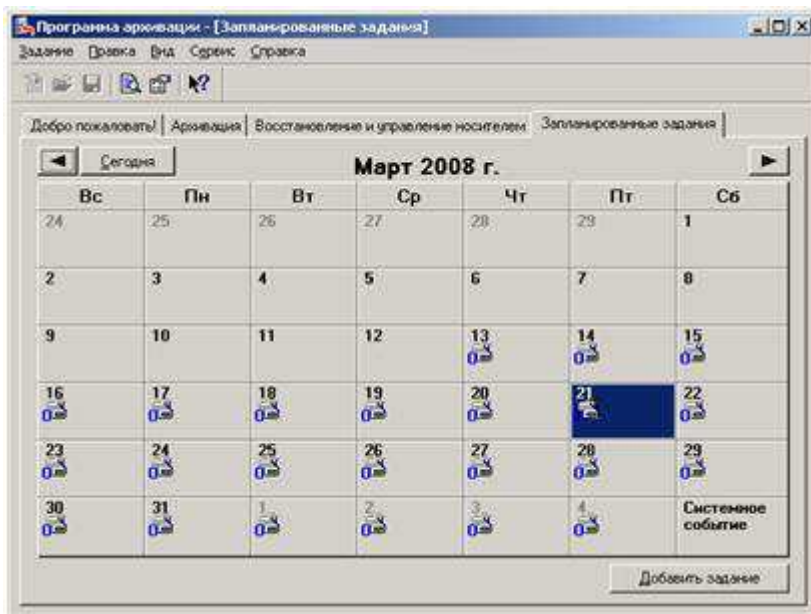 Программа архивации - [Запланированные задания]
Задание Правка Вид Сервис Справка
Добро пожаловать! Архивация Восстановление и управление носителем Запланированные задания
Сегодня Март 2008 г.
Вс Пн Вт Ср Чт Пт Сб
24 25 26 27 28 29 1
2 3 4 5 6 7 8
9 10 11 12 13 14 15
16 17 18 19 20 21 22
23 24 25 26 27 28 29
30 31 1 2 3 4 Системное
событие
Добавить задание